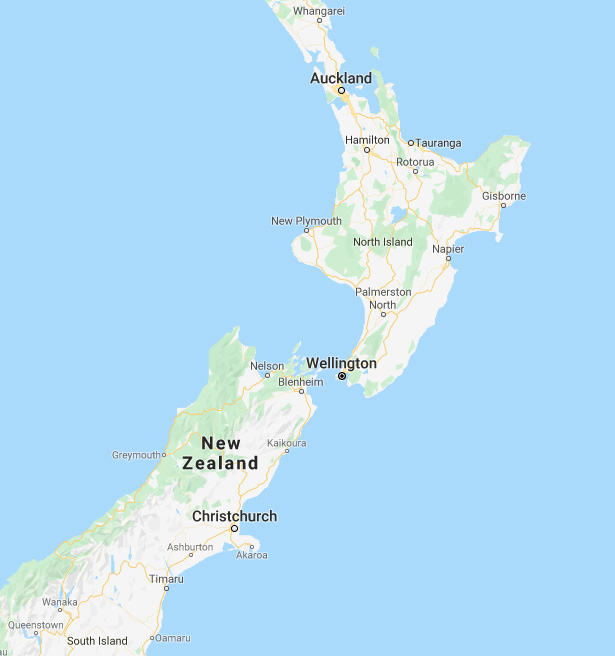 Whangarei
Auckland
Hamilton
Tauranga
Rotorua
Gisborne
New Plymouth
North Island
Napier
Palmerston
North
Wellington
Nelson
Blenheim
New
Zealand
Kaikoura
Greymouth
Christchurch
Ashburton
Akaroa
Timaru
Wanaka
Queenstown
South Island
Oamaru
au